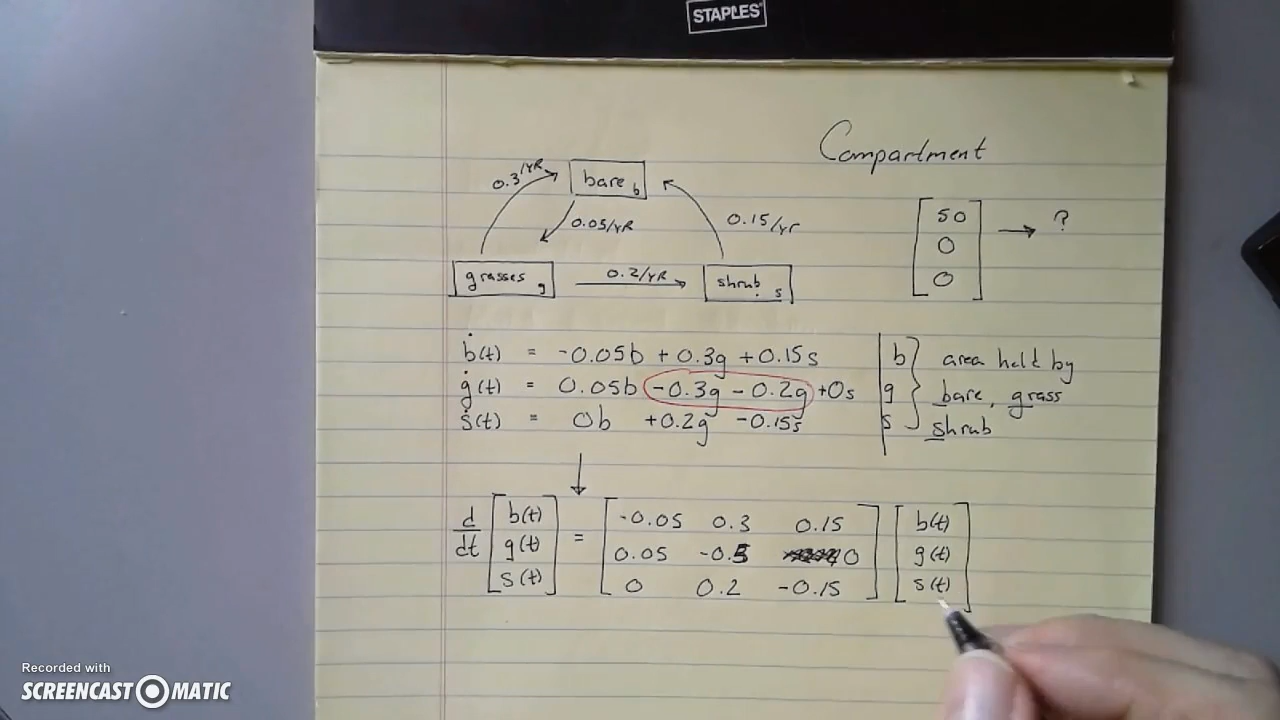 STAPLES
Compartment
0.3/YR
bare b
0.05/YR
0.15/yr
grasses g
0.2/YR
shrub s
[50
0
0] → ?
ḃ(t) = -0.05b + 0.3g + 0.15s
ġ(t) = 0.05b -0.3g - 0.2g +0s
ṡ(t) = 0b +0.2g -0.15s
b area held by
g bare, grass
s shrub
d/dt [b(t) = [-0.05 0.3 0.15] [b(t)
g(t) 0.05 -0.5 0 g(t)
s(t)] 0 0.2 -0.15 s(t)]
Recorded with
SCREENCAST O MATIC